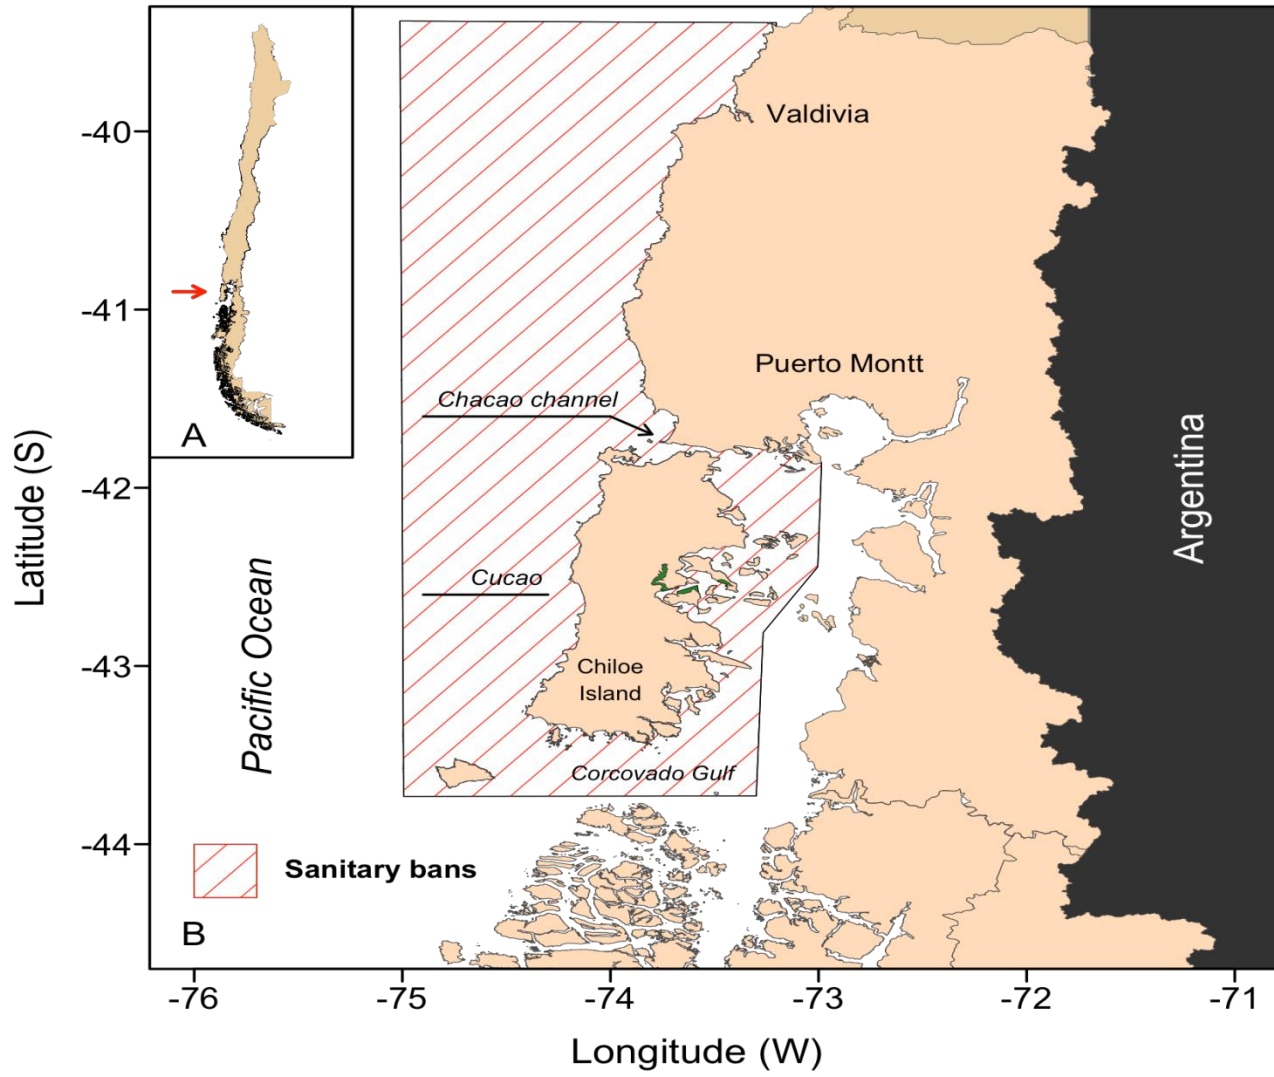 A
-40
-41
-42
-43
-44
Latitude (S)
Valdivia
Puerto Montt
Chacao channel
Cucao
Chiloe
Island
Corcovado Gulf
Pacific Ocean
Argentina
Sanitary bans
B
-76
-75
-74
-73
-72
-71
Longitude (W)